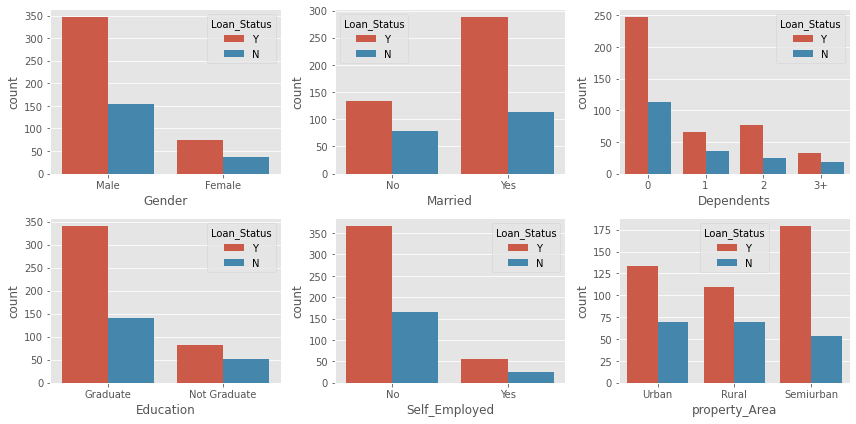 350
300
250
200
150
100
50
0
count
Male Female
Gender
Loan_Status
Y
N
300
250
200
150
100
50
0
count
No Yes
Married
Loan_Status
Y
N
250
200
150
100
50
0
count
0 1 2 3+
Dependents
Loan_Status
Y
N
350
300
250
200
150
100
50
0
count
Graduate Not Graduate
Education
Loan_Status
Y
N
350
300
250
200
150
100
50
0
count
No Yes
Self_Employed
Loan_Status
Y
N
175
150
125
100
75
50
25
0
count
Urban Rural Semiurban
property_Area
Loan_Status
Y
N